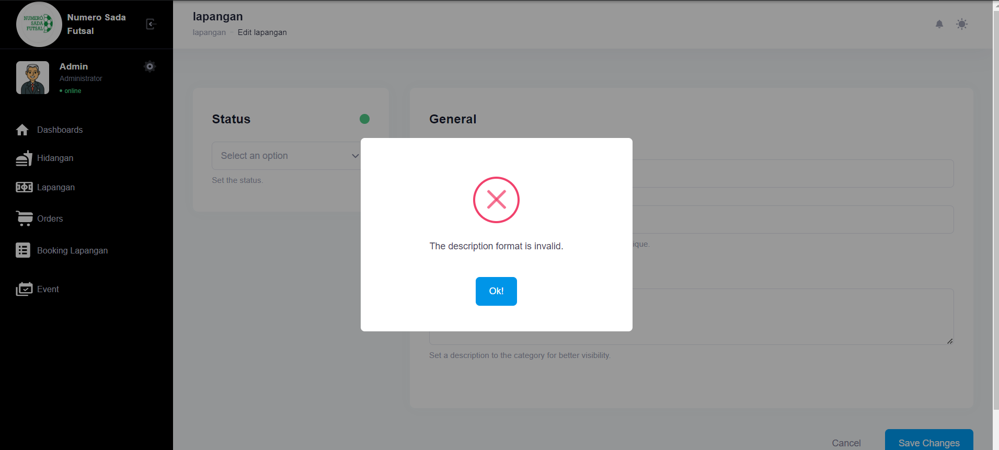 NUMERÓ
SADA
FUTSAL
Numero Sada
Futsal
Admin
Administrator
online
Dashboards
Hidangan
Lapangan
Orders
Booking Lapangan
Event
lapangan
lapangan - Edit lapangan
Status
Select an option
Set the status.
General
ique.
Set a description to the category for better visibility.
Cancel
Save Changes
The description format is invalid.
Ok!